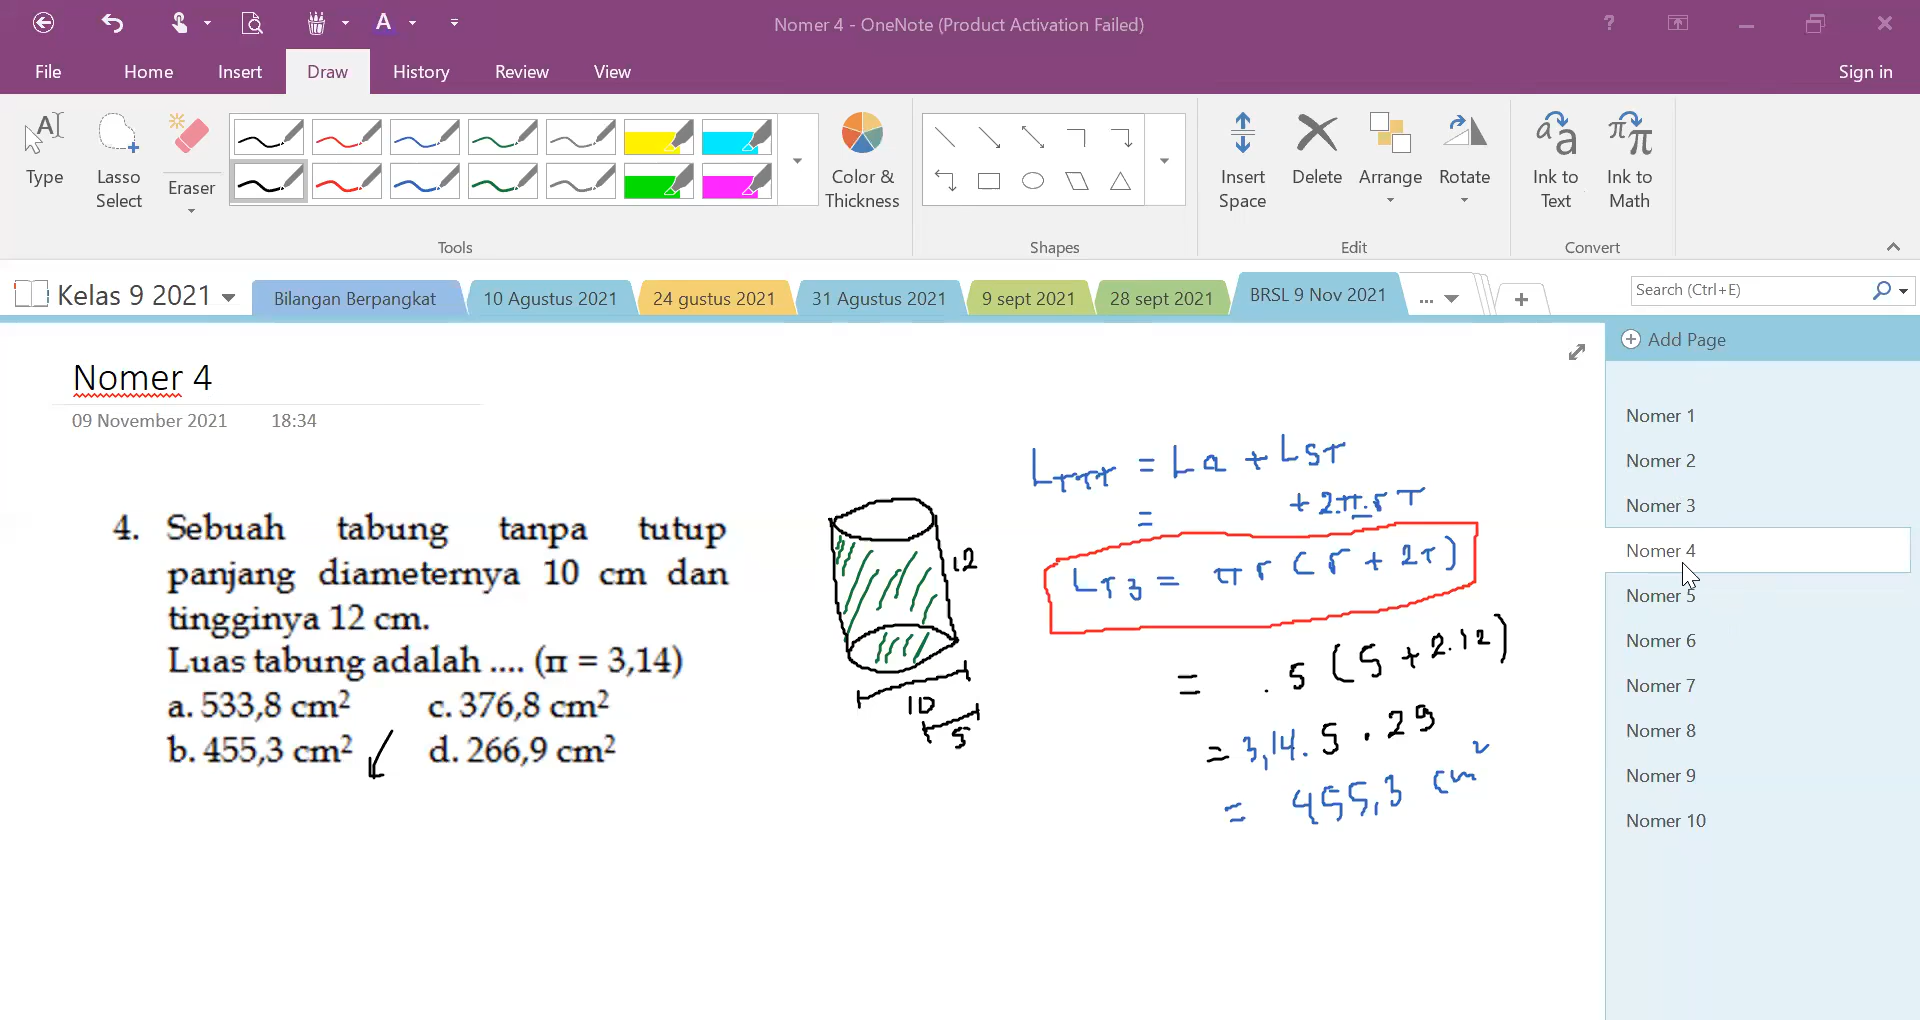 Nomer 4 - OneNote (Product Activation Failed)
File Home Insert Draw History Review View Sign in
Type
Lasso Select
Eraser
Color & Thickness
Insert Space
Delete
Arrange
Rotate
Ink to Text
Ink to Math
Tools Shapes Edit Convert
Kelas 9 2021 Bilangan Berpangkat 10 Agustus 2021 24 gustus 2021 31 Agustus 2021 9 sept 2021 28 sept 2021 BRSL 9 Nov 2021 ... Search (Ctrl+E)
Add Page
Nomer 1
Nomer 2
Nomer 3
Nomer 4
Nomer 5
Nomer 6
Nomer 7
Nomer 8
Nomer 9
Nomer 10
Nomer 4
09 November 2021 18:34
4. Sebuah tabung tanpa tutup
panjang diameternya 10 cm dan
tingginya 12 cm.
Luas tabung adalah .... (π = 3,14)
a. 533,8 cm² c. 376,8 cm²
b. 455,3 cm² d. 266,9 cm²
12
10
5
LTTT = La + LST
= + 2.π.r T
= π r (r + 2T)
= . 5 (5 + 2.12)
= 3,14. 5 . 29
= 455,3 cm²